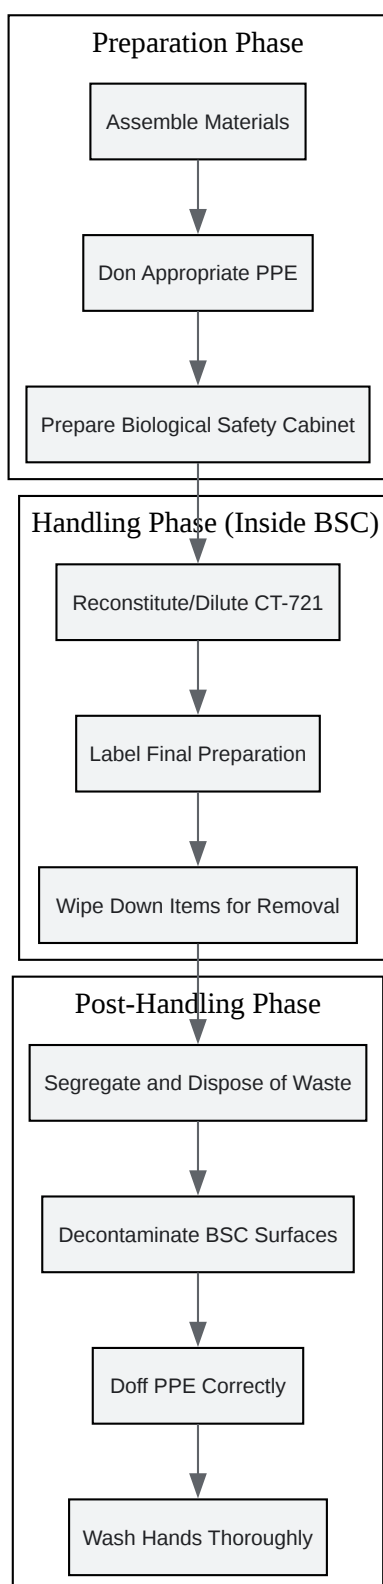 Preparation Phase
Assemble Materials
Don Appropriate PPE
Prepare Biological Safety Cabinet
Handling Phase (Inside BSC)
Reconstitute/Dilute CT-721
Label Final Preparation
Wipe Down Items for Removal
Post-Handling Phase
Segregate and Dispose of Waste
Decontaminate BSC Surfaces
Doff PPE Correctly
Wash Hands Thoroughly